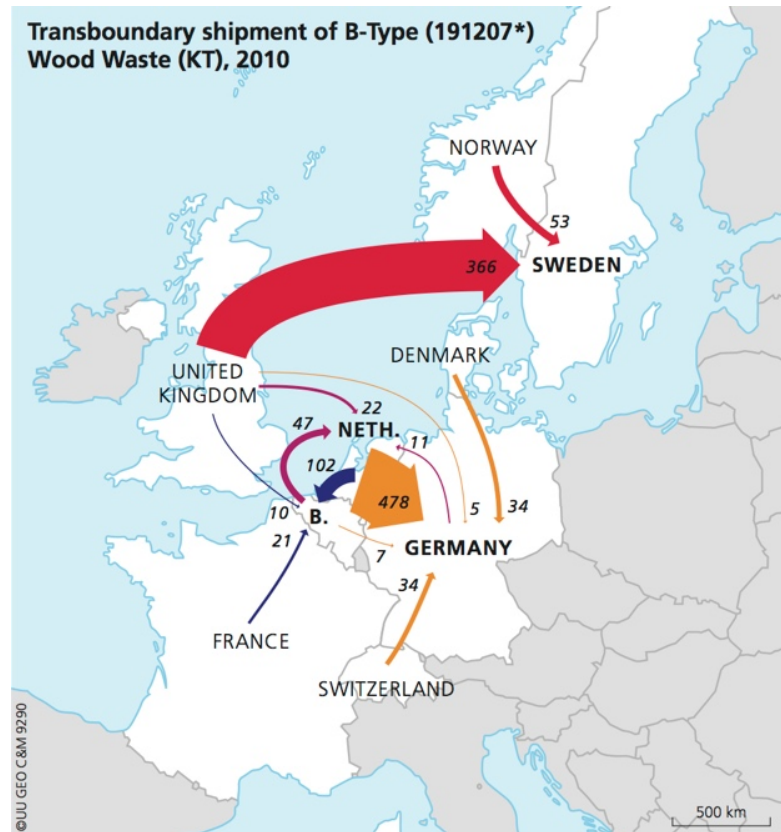 Transboundary shipment of B-Type (191207*)
Wood Waste (KT), 2010
NORWAY
53
366
SWEDEN
DENMARK
UNITED
KINGDOM
22
47
NETH.
11
102
478
10
B.
5
34
21
7
GERMANY
34
FRANCE
SWITZERLAND
©UU GEO C&M 9290
500 km